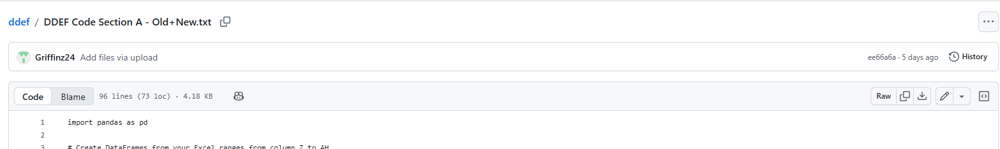 ddef / DDEF Code Section A - Old+New.txt
Griffinz24 Add files via upload ee66a6a · 5 days ago History
Code Blame 96 lines (73 loc) · 4.18 KB Raw
1 import pandas as pd
2
3 # Create DataFrames from your Excel ranges from column Z to AH